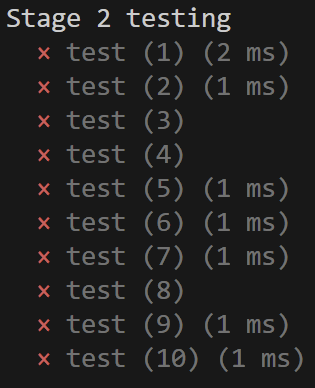 Stage 2 testing
× test (1) (2 ms)
× test (2) (1 ms)
× test (3)
× test (4)
× test (5) (1 ms)
× test (6) (1 ms)
× test (7) (1 ms)
× test (8)
× test (9) (1 ms)
× test (10) (1 ms)